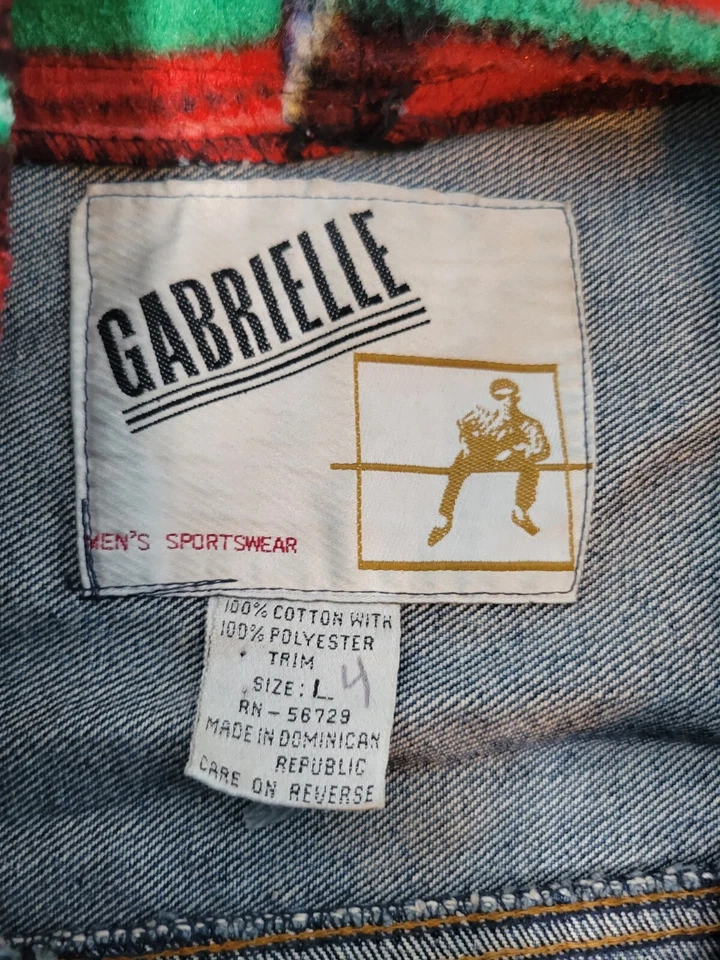 GABRIELLE
MEN'S SPORTSWEAR
100% COTTON WITH
100% POLYESTER
TRIM
SIZE: L 4
RN-56729
MADE IN DOMINICAN
REPUBLIC
CARE ON REVERSE